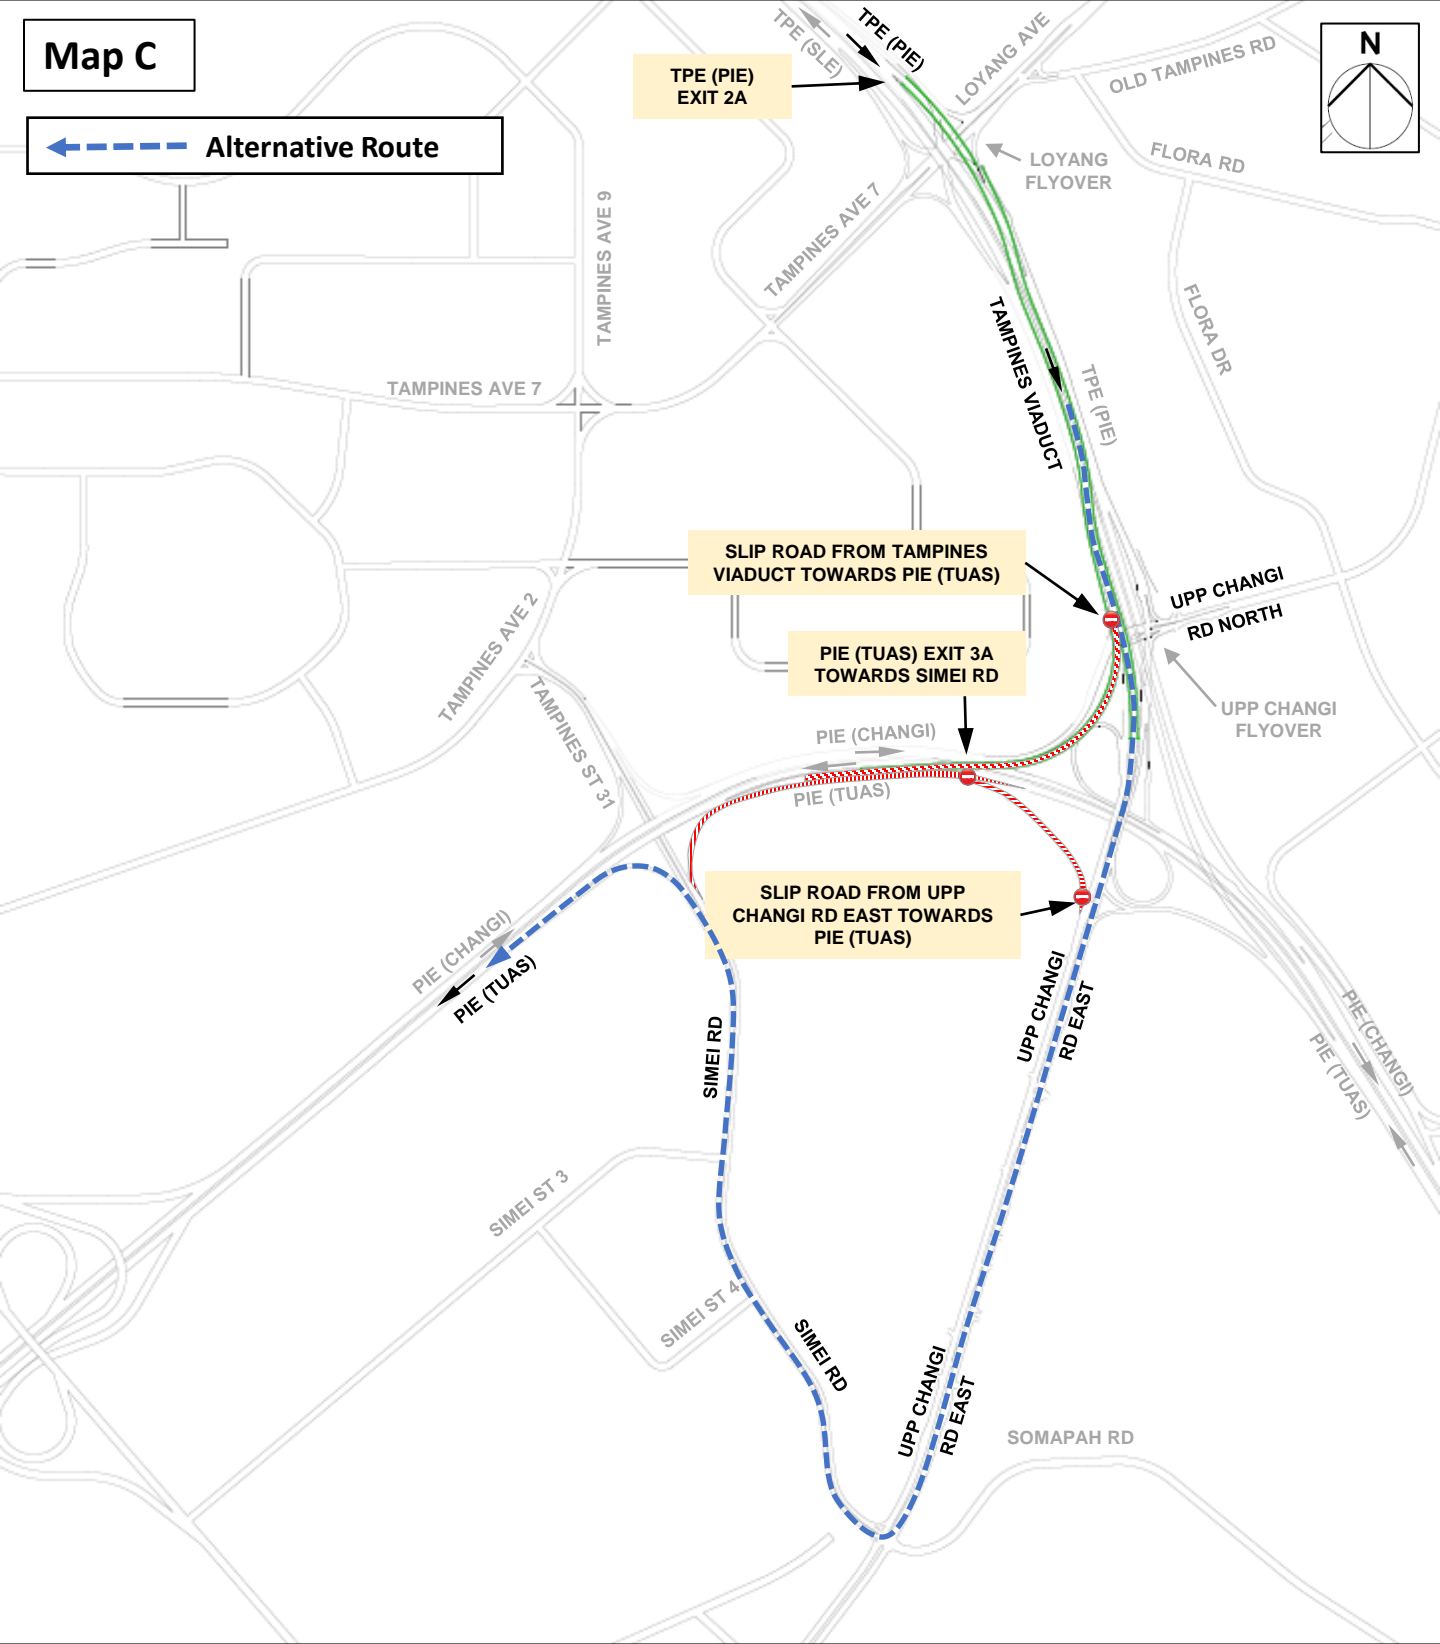 Map C
Alternative Route
N
TPE (SLE)
TPE (PIE)
TPE (PIE)
EXIT 2A
LOYANG AVE
OLD TAMPINES RD
LOYANG
FLYOVER
FLORA RD
TAMPINES AVE 9
TAMPINES AVE 7
FLORA DR
TAMPINES VIADUCT
TPE (PIE)
TAMPINES AVE 7
SLIP ROAD FROM TAMPINES
VIADUCT TOWARDS PIE (TUAS)
UPP CHANGI
RD NORTH
TAMPINES AVE 2
PIE (TUAS) EXIT 3A
TOWARDS SIMEI RD
TAMPINES ST 31
UPP CHANGI
FLYOVER
PIE (CHANGI)
PIE (TUAS)
SLIP ROAD FROM UPP
CHANGI RD EAST TOWARDS
PIE (TUAS)
PIE (CHANGI)
PIE (TUAS)
UPP CHANGI
RD EAST
SIMEI RD
PIE (CHANGI)
PIE (TUAS)
SIMEI ST 3
SIMEI ST 4
SIMEI RD
UPP CHANGI
RD EAST
SOMAPAH RD